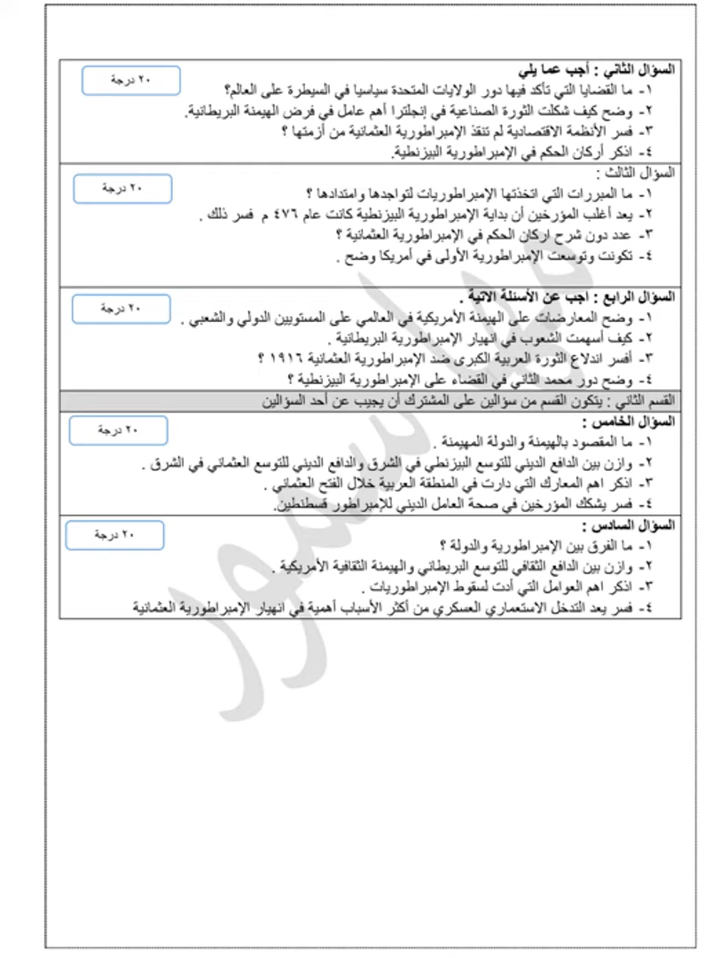 السؤال الثاني : أجب عما يلي
٢٠ درجة
١- ما القضايا التي تأكد فيها دور الولايات المتحدة سياسيا في السيطرة على العالم؟
٢- وضح كيف شكلت الثورة الصناعية في إنجلترا أهم عامل في فرض الهيمنة البريطانية.
٣- فسر الأنظمة الاقتصادية لم تنقذ الإمبراطورية العثمانية من أزمتها ؟
٤- اذكر أركان الحكم في الإمبراطورية البيزنطية.
السؤال الثالث :
٢٠ درجة
١- ما المبررات التي اتخذتها الإمبراطوريات لتواجدها وامتدادها ؟
٢- يعد أغلب المؤرخين أن بداية الإمبراطورية البيزنطية كانت عام ٤٧٦ م فسر ذلك .
٣- عدد دون شرح اركان الحكم في الإمبراطورية العثمانية ؟
٤- تكونت وتوسعت الإمبراطورية الأولى في أمريكا وضح .
السؤال الرابع : اجب عن الأسئلة الاتية .
٢٠ درجة
١- وضح المعارضات على الهيمنة الأمريكية في العالمي على المستويين الدولي والشعبي .
٢- كيف أسهمت الشعوب في انهيار الإمبراطورية البريطانية .
٣- أفسر اندلاع الثورة العربية الكبرى ضد الإمبراطورية العثمانية ١٩١٦ ؟
٤- وضح دور محمد الثاني في القضاء على الإمبراطورية البيزنطية ؟
القسم الثاني : يتكون القسم من سؤالين على المشترك أن يجيب عن أحد السؤالين
السؤال الخامس :
٢٠ درجة
١- ما المقصود بالهيمنة والدولة المهيمنة .
٢- وازن بين الدافع الديني للتوسع البيزنطي في الشرق والدافع الديني للتوسع العثماني في الشرق .
٣- اذكر اهم المعارك التي دارت في المنطقة العربية خلال الفتح العثماني .
٤- فسر يشكك المؤرخين في صحة العامل الديني للإمبراطور قسطنطين.
السؤال السادس :
٢٠ درجة
١- ما الفرق بين الإمبراطورية والدولة ؟
٢- وازن بين الدافع الثقافي للتوسع البريطاني والهيمنة الثقافية الأمريكية .
٣- اذكر اهم العوامل التي أدت لسقوط الإمبراطوريات .
٤- فسر يعد التدخل الاستعماري العسكري من أكثر الأسباب أهمية في انهيار الإمبراطورية العثمانية